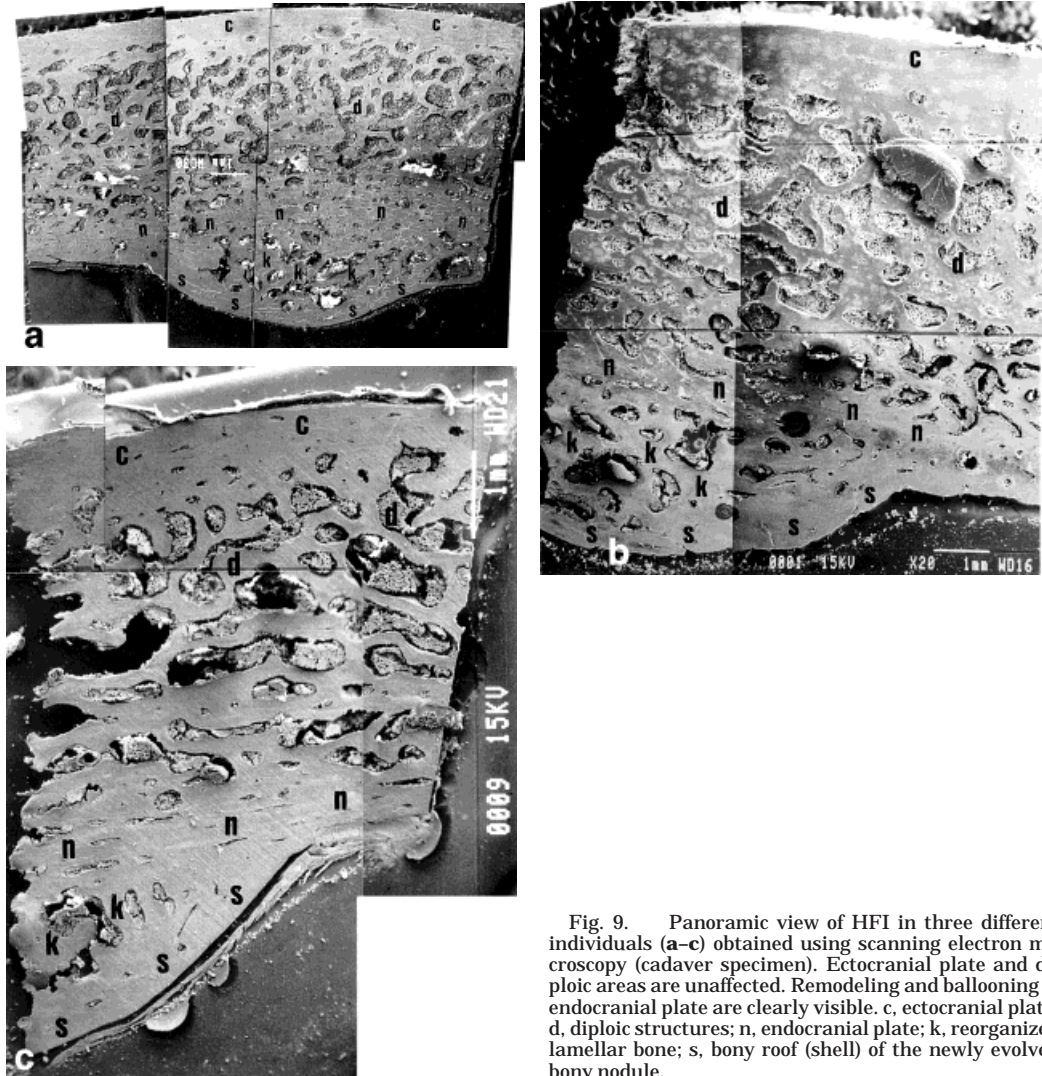 c c
d d
n n
n n n
k k k
s s
s s
a
c
d
d
n n
n n
k k
k
s
s s s
b
0001 15KV X20 1mm WD16
c
c
d
d
n
n
n
k
k
s
s
s
c
0009 15KV 1mm WD21
Fig. 9. Panoramic view of HFI in three differen
individuals (a–c) obtained using scanning electron m
croscopy (cadaver specimen). Ectocranial plate and d
ploic areas are unaffected. Remodeling and ballooning
endocranial plate are clearly visible. c, ectocranial plat
d, diploic structures; n, endocranial plate; k, reorganize
lamellar bone; s, bony roof (shell) of the newly evolve
bony nodule.